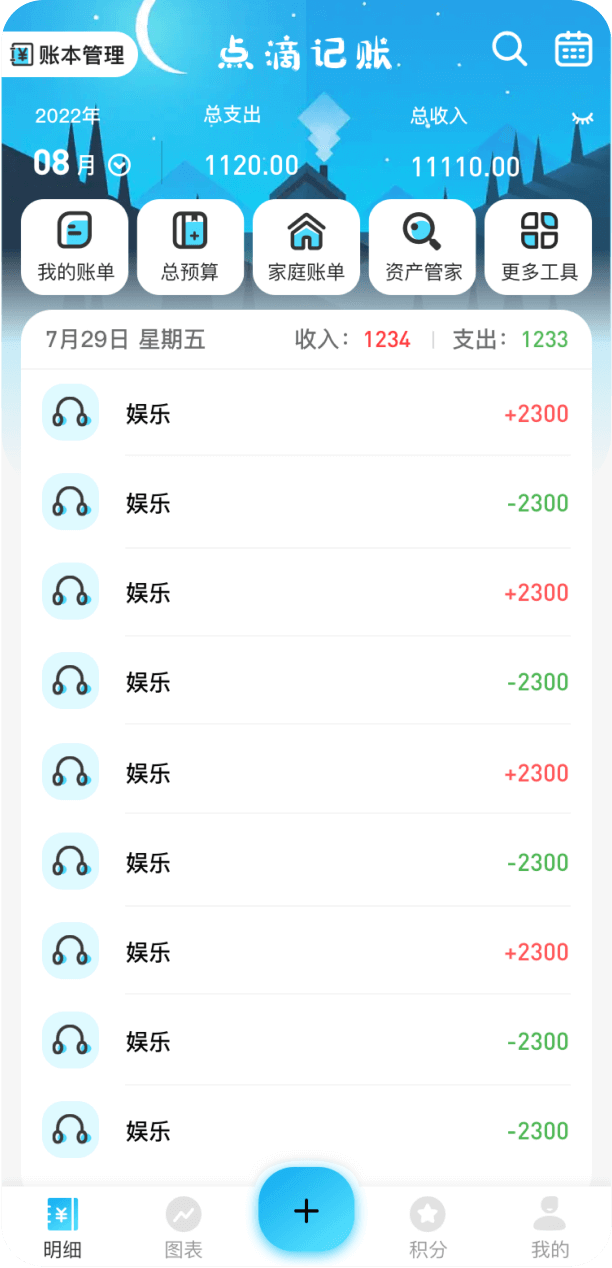 账本管理
点滴记账
2022年 总支出 总收入
08月 1120.00 11110.00
我的账单 总预算 家庭账单 资产管家 更多工具
7月29日 星期五 收入： 1234 支出： 1233
娱乐 +2300
娱乐 -2300
娱乐 +2300
娱乐 -2300
娱乐 +2300
娱乐 -2300
娱乐 +2300
娱乐 -2300
娱乐 -2300
明细 图表 + 积分 我的